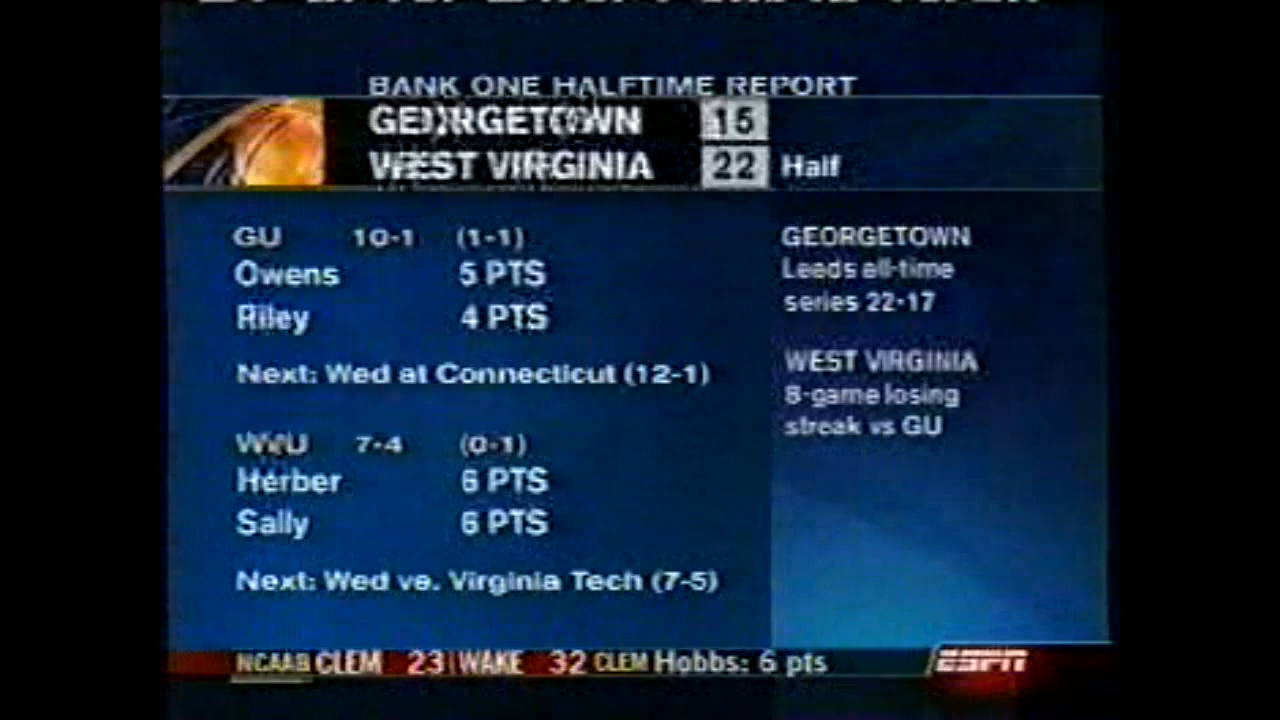 BANK ONE HALFTIME REPORT
GEORGETOWN 15
WEST VIRGINIA 22 Half
GU 10-1 (1-1)
Owens 5 PTS
Riley 4 PTS
Next: Wed at Connecticut (12-1)
WVU 7-4 (0-1)
Herber 6 PTS
Sally 6 PTS
Next: Wed vs. Virginia Tech (7-5)
GEORGETOWN
Leads all-time
series 22-17
WEST VIRGINIA
8-game losing
streak vs GU
NCAAB CLEM 23 WAKE 32 CLEM Hobbs: 6 pts
ESPN